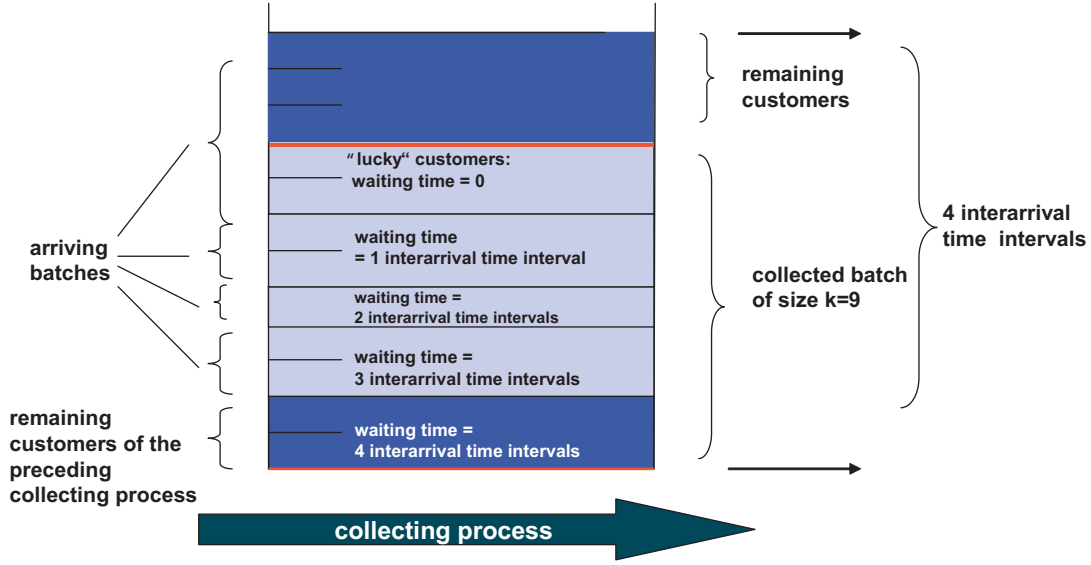 remaining
customers
“lucky“ customers:
waiting time = 0
4 interarrival
time intervals
arriving
batches
waiting time
= 1 interarrival time interval
collected batch
of size k=9
waiting time =
2 interarrival time intervals
waiting time =
3 interarrival time intervals
remaining
customers of the
preceding
collecting process
waiting time =
4 interarrival time intervals
collecting process